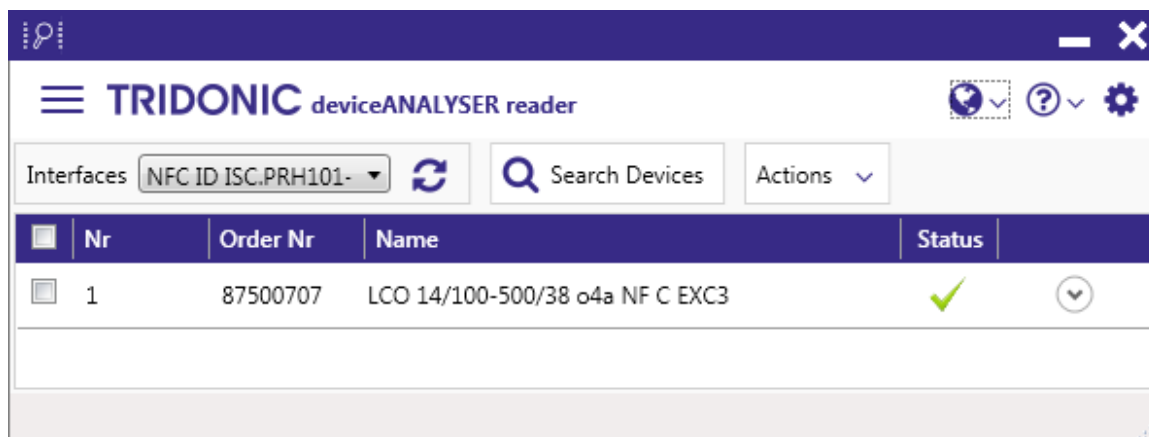 TRIDONIC deviceANALYSER reader
Interfaces NFC ID ISC.PRH101- Search Devices Actions
Nr Order Nr Name Status
1 87500707 LCO 14/100-500/38 o4a NF C EXC3